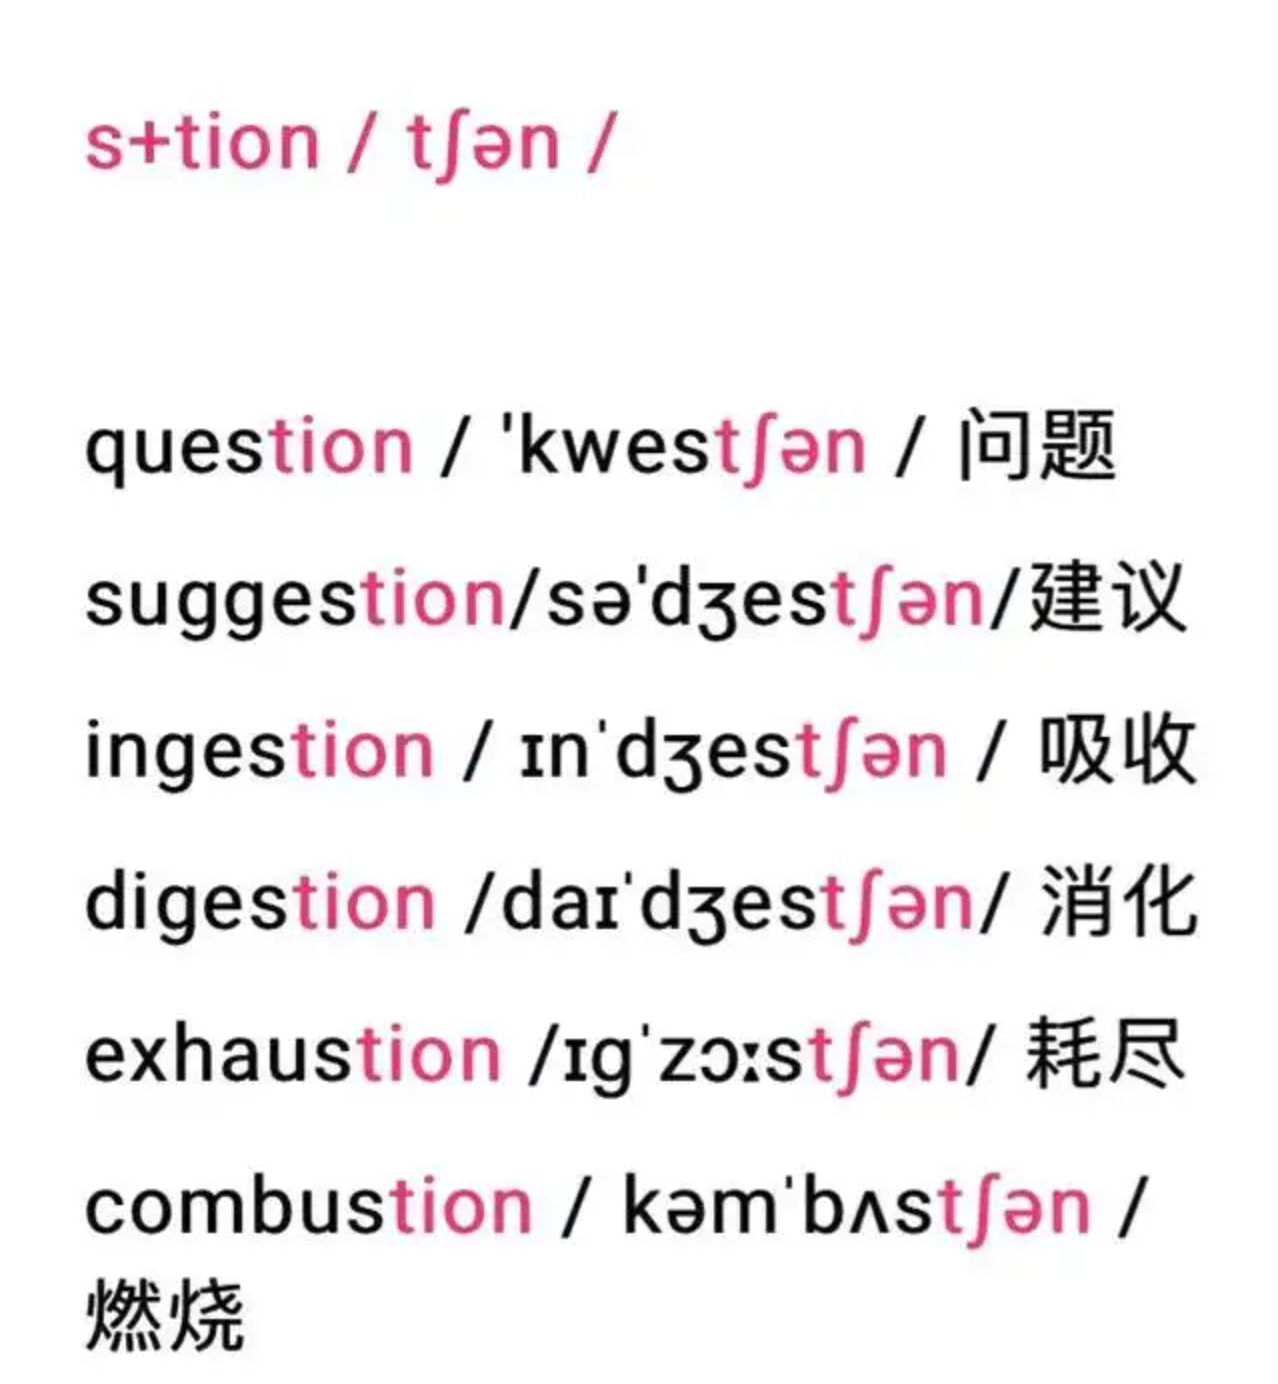 s+tion / tʃən /
question / 'kwestʃən / 问题
suggestion/sə'dʒestʃən/建议
ingestion / ɪnˈdʒestʃən / 吸收
digestion /daɪˈdʒestʃən/ 消化
exhaustion /ɪgˈzɔːstʃən/ 耗尽
combustion / kəmˈbʌstʃən /
燃烧